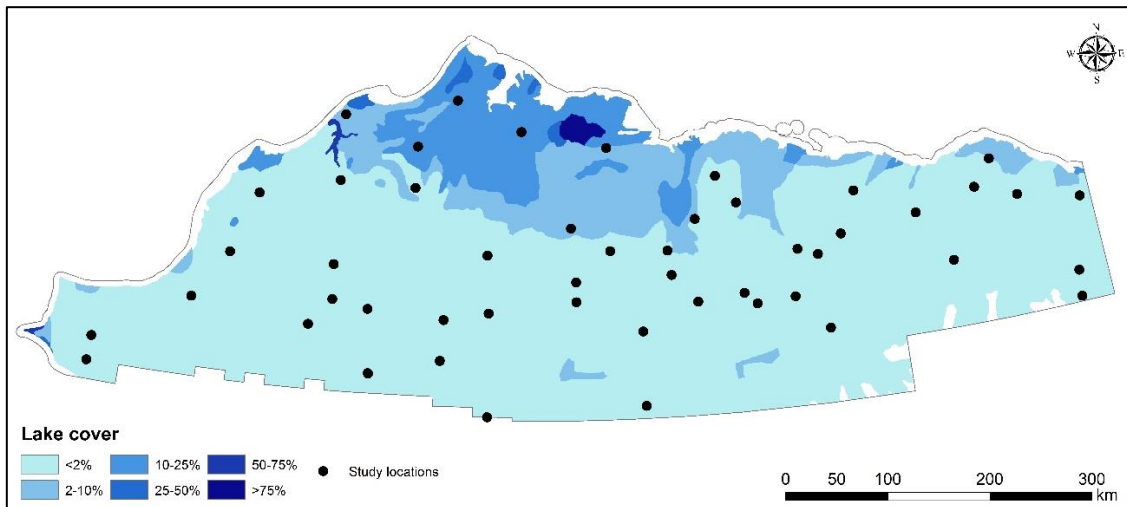 N
W E
S
Lake cover
<2% 10-25% 50-75%
2-10% 25-50% >75%
Study locations
0 50 100 200 300
km